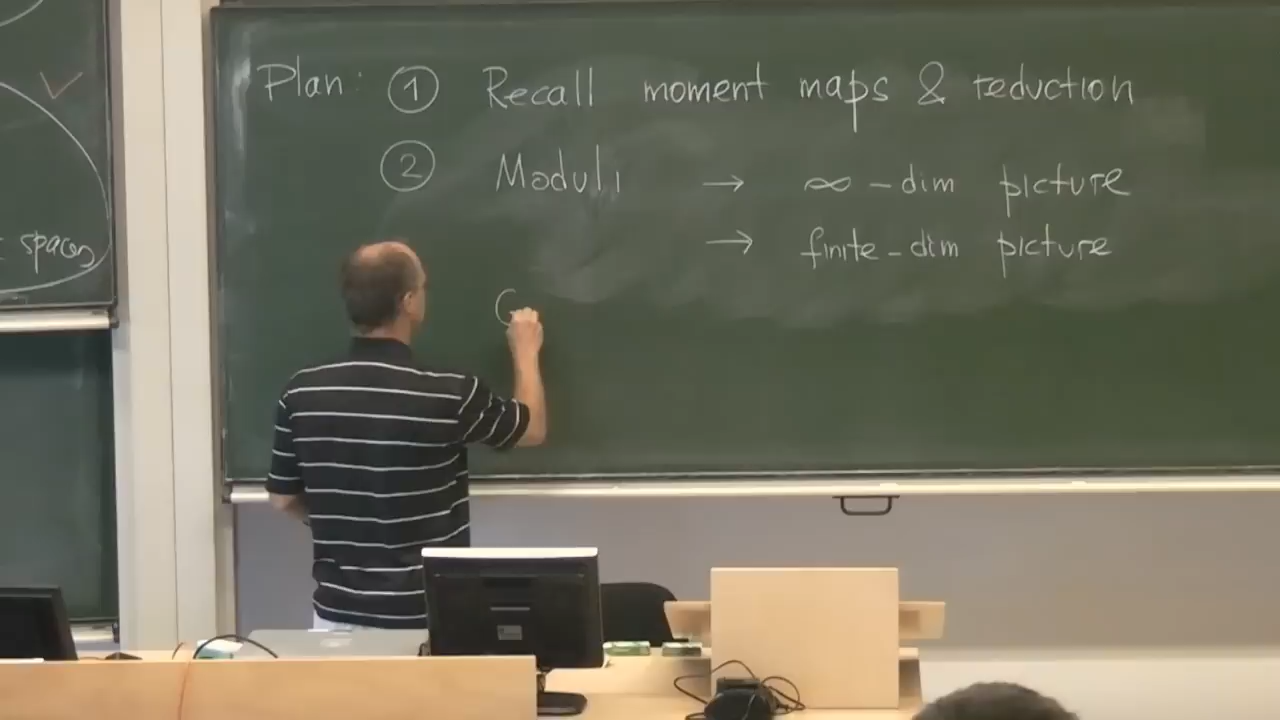 Plan: ① Recall moment maps & reduction
② Moduli → ∞-dim picture
→ finite-dim picture
spaces